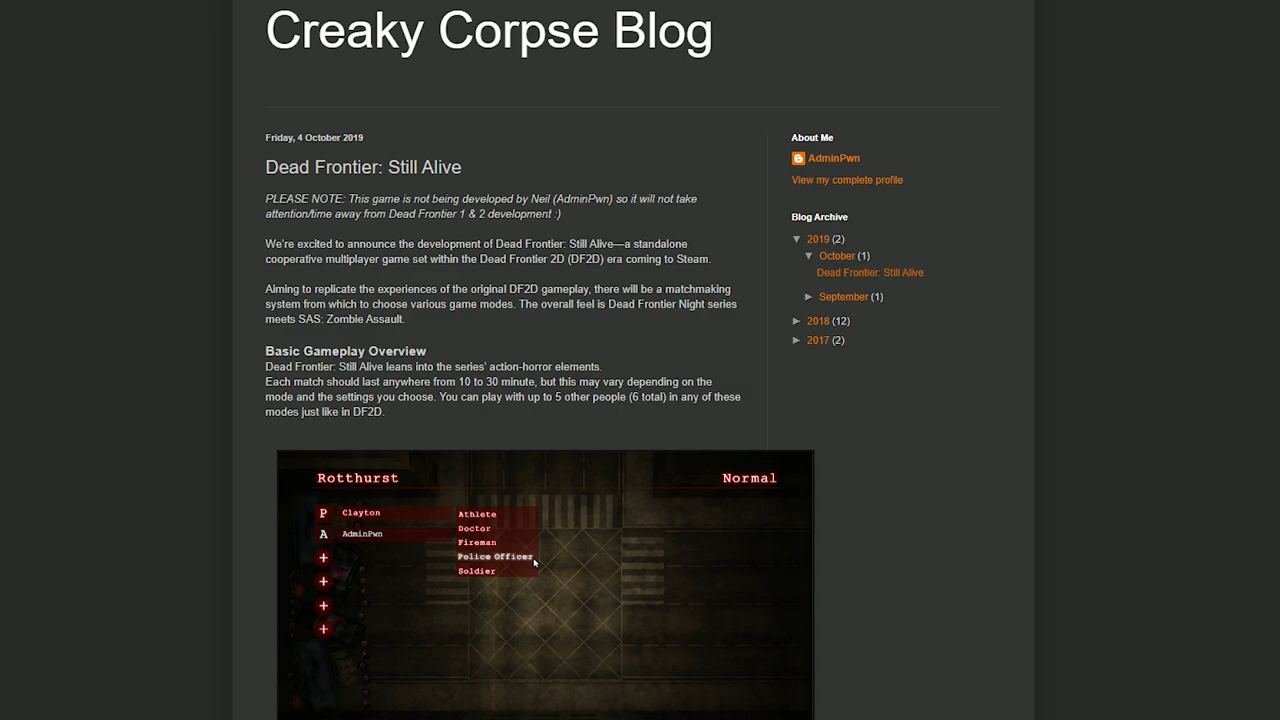 Creaky Corpse Blog
Friday, 4 October 2019
Dead Frontier: Still Alive
PLEASE NOTE: This game is not being developed by Neil (AdminPwn) so it will not take
attention/time away from Dead Frontier 1 & 2 development :)
We're excited to announce the development of Dead Frontier: Still Alive—a standalone
cooperative multiplayer game set within the Dead Frontier 2D (DF2D) era coming to Steam.
Aiming to replicate the experiences of the original DF2D gameplay, there will be a matchmaking
system from which to choose various game modes. The overall feel is Dead Frontier Night series
meets SAS: Zombie Assault.
Basic Gameplay Overview
Dead Frontier: Still Alive leans into the series' action-horror elements.
Each match should last anywhere from 10 to 30 minute, but this may vary depending on the
mode and the settings you choose. You can play with up to 5 other people (6 total) in any of these
modes just like in DF2D.
Rotthurst
Normal
P Clayton
A AdminPwn
+
+
+
+
Athlete
Doctor
Fireman
Police Officer
Soldier
About Me
AdminPwn
View my complete profile
Blog Archive
▼ 2019 (2)
▼ October (1)
Dead Frontier: Still Alive
► September (1)
► 2018 (12)
► 2017 (2)